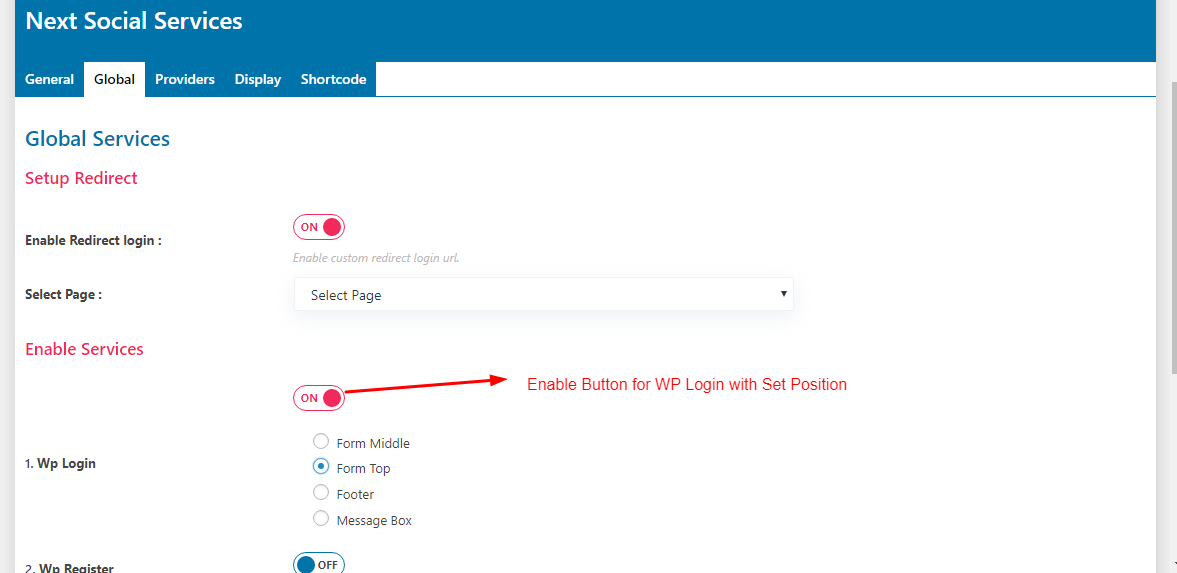 Next Social Services
General Global Providers Display Shortcode
Global Services
Setup Redirect
ON
Enable Redirect login :
Enable custom redirect login url.
Select Page :
Select Page
Enable Services
ON
Enable Button for WP Login with Set Position
1. Wp Login
Form Middle
Form Top
Footer
Message Box
2. Wp Register
OFF